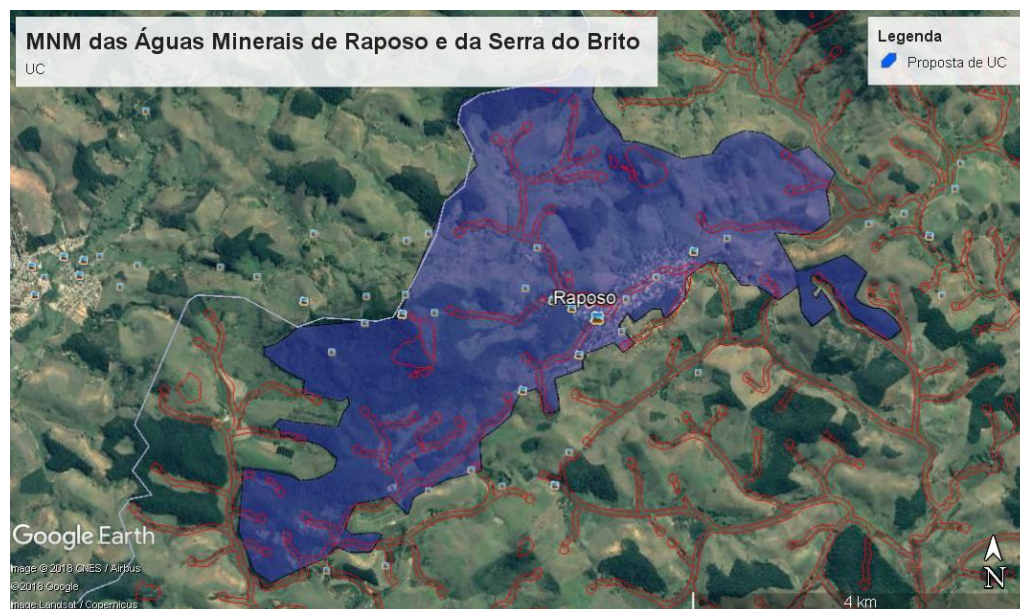 MNM das Águas Minerais de Raposo e da Serra do Brito
UC
Legenda
Proposta de UC
Raposo
Google Earth
Image © 2018 CNES / Airbus
©2018 Google
Image Landsat / Copernicus
4 km
N